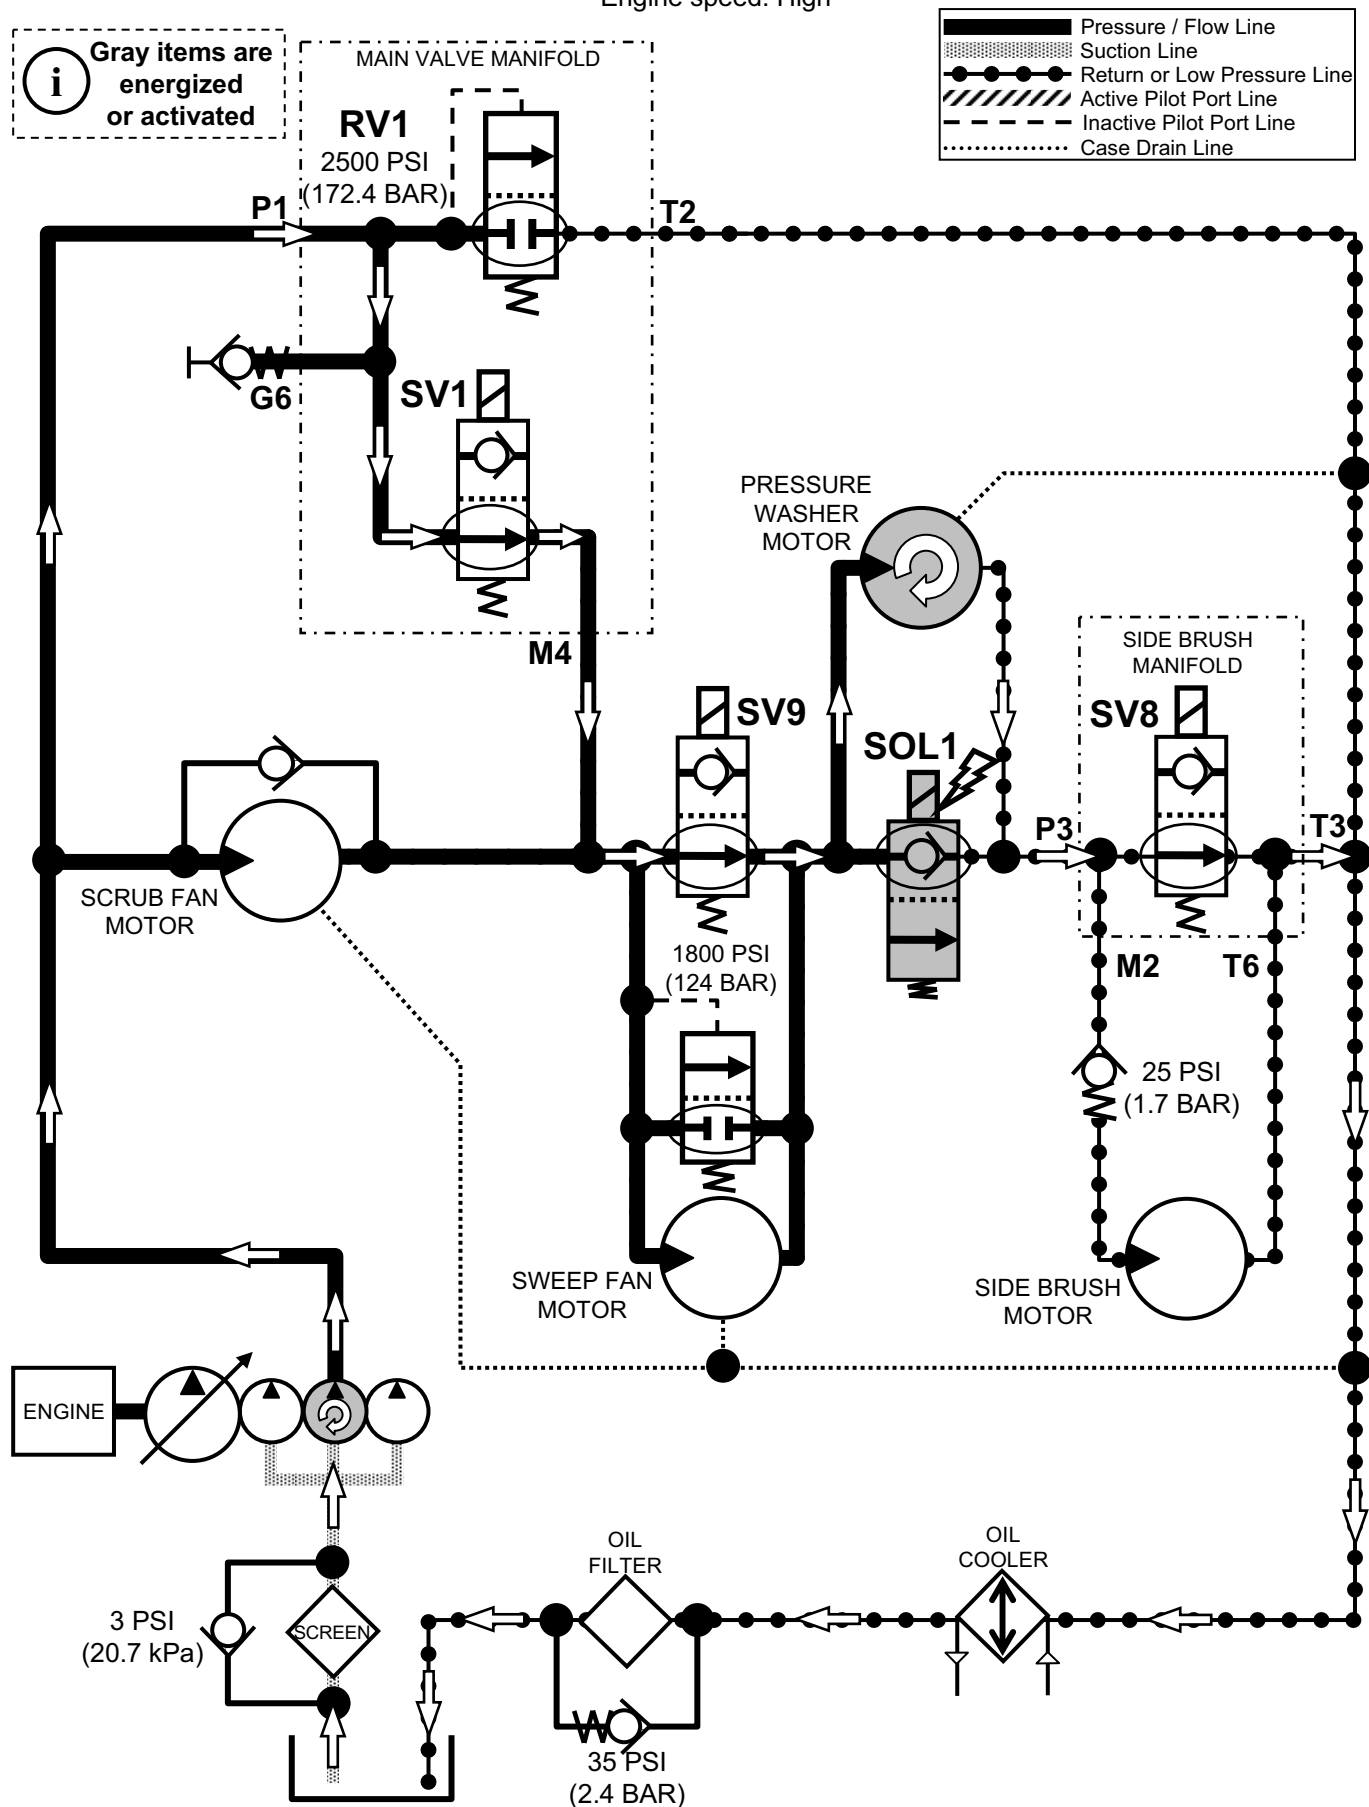 Engine speed: High
i
Gray items are
energized
or activated
Pressure / Flow Line
Suction Line
Return or Low Pressure Line
Active Pilot Port Line
Inactive Pilot Port Line
Case Drain Line
MAIN VALVE MANIFOLD
RV1
2500 PSI
(172.4 BAR)
P1
T2
G6
SV1
M4
PRESSURE
WASHER
MOTOR
SIDE BRUSH
MANIFOLD
SV9
SOL1
SV8
P3
T3
SCRUB FAN
MOTOR
1800 PSI
(124 BAR)
M2
T6
25 PSI
(1.7 BAR)
SWEEP FAN
MOTOR
SIDE BRUSH
MOTOR
ENGINE
OIL
FILTER
OIL
COOLER
3 PSI
(20.7 kPa)
SCREEN
35 PSI
(2.4 BAR)